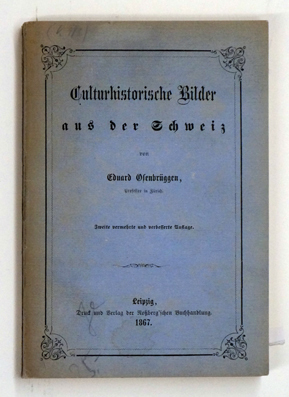 Culturhistorische Bilder
aus der Schweiz
von
Eduard Osenbrüggen,
Professor in Zürich.
Zweite vermehrte und verbesserte Auflage.
Leipzig,
Druck und Verlag der Roßberg'schen Buchhandlung.
1867.